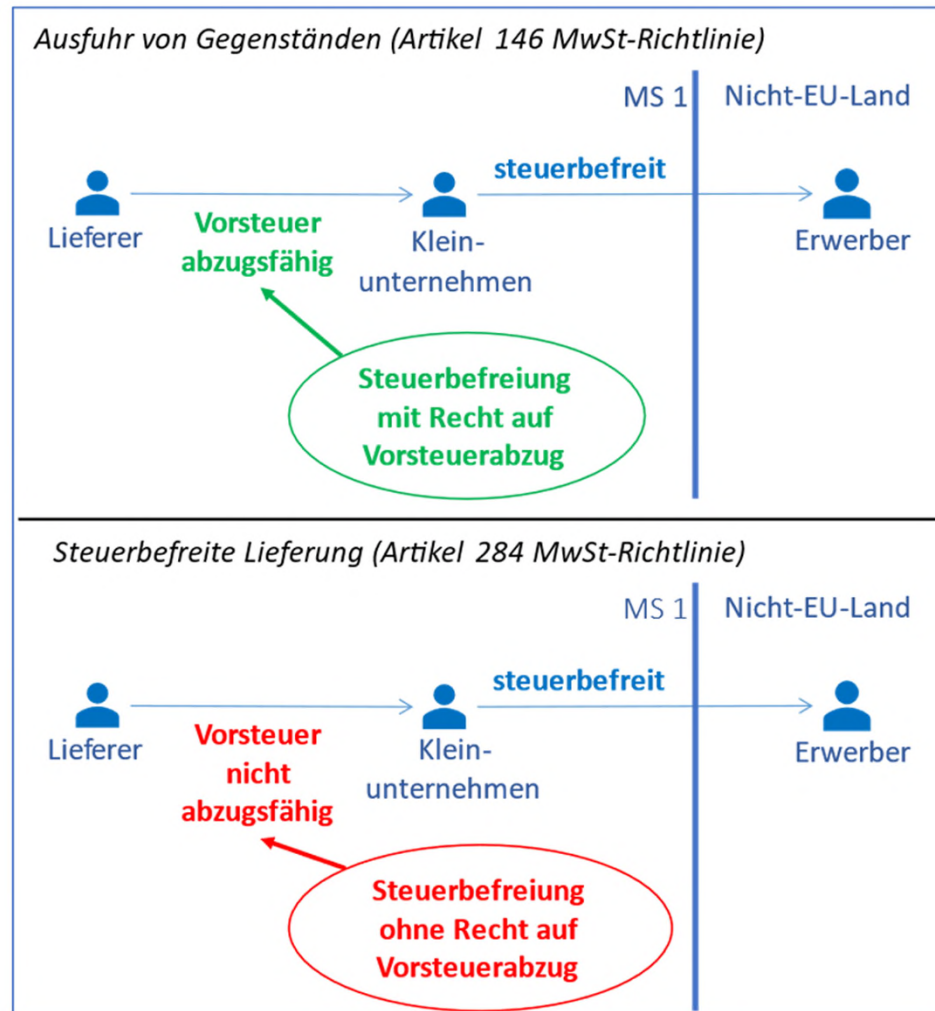 Ausfuhr von Gegenständen (Artikel 146 MwSt-Richtlinie)
MS 1
Nicht-EU-Land
steuerbefreit
Lieferer
Vorsteuer
abzugsfähig
Klein-
unternehmen
Erwerber
Steuerbefreiung
mit Recht auf
Vorsteuerabzug
Steuerbefreite Lieferung (Artikel 284 MwSt-Richtlinie)
MS 1
Nicht-EU-Land
steuerbefreit
Lieferer
Vorsteuer
nicht
abzugsfähig
Klein-
unternehmen
Erwerber
Steuerbefreiung
ohne Recht auf
Vorsteuerabzug